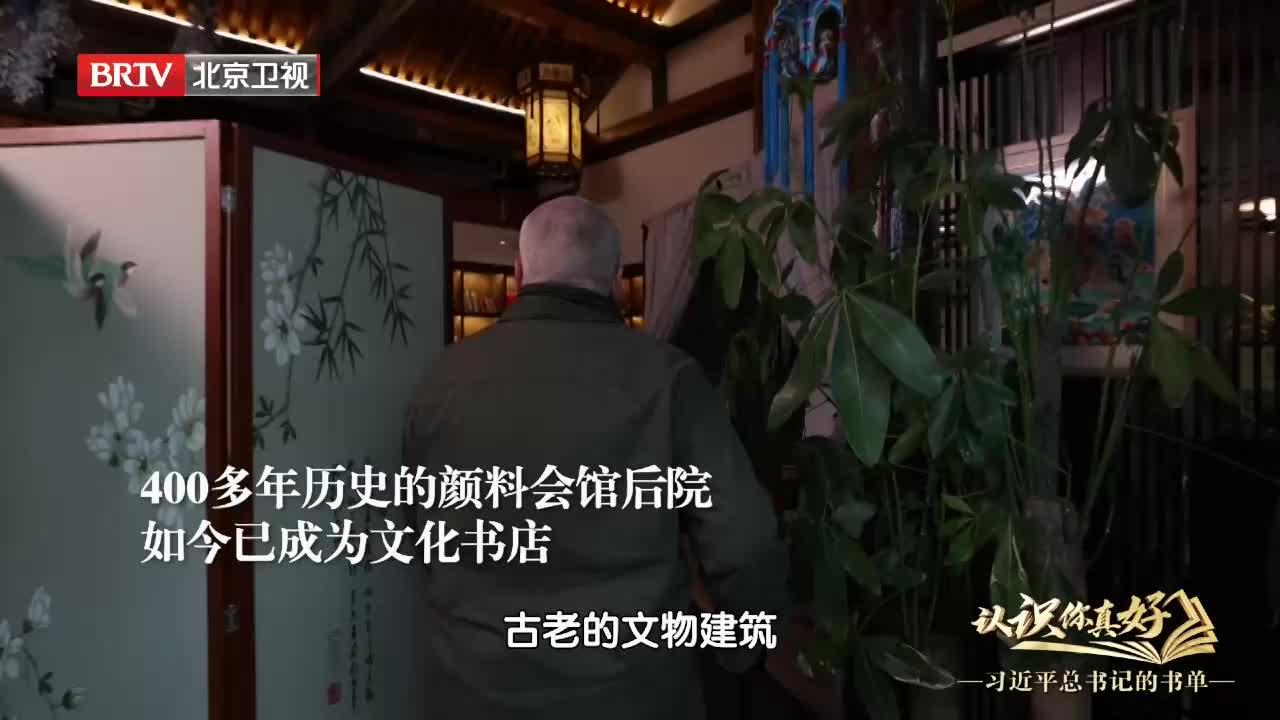 BRTV 北京卫视
400多年历史的颜料会馆后院
如今已成为文化书店
古老的文物建筑
认识你真好
—习近平总书记的书单—